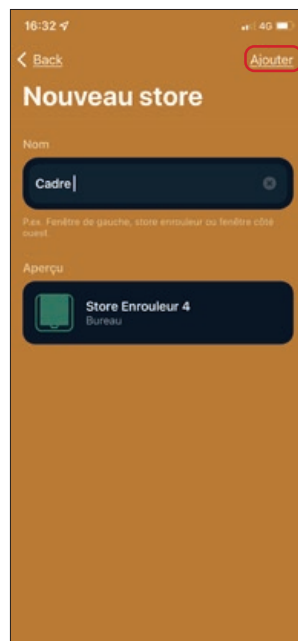 16:32
4G
Back
Ajouter
Nouveau store
Nom
Cadre
P.ex. Fenêtre de gauche, store enrouleur ou fenêtre côté
ouest.
Aperçu
Store Enrouleur 4
Bureau